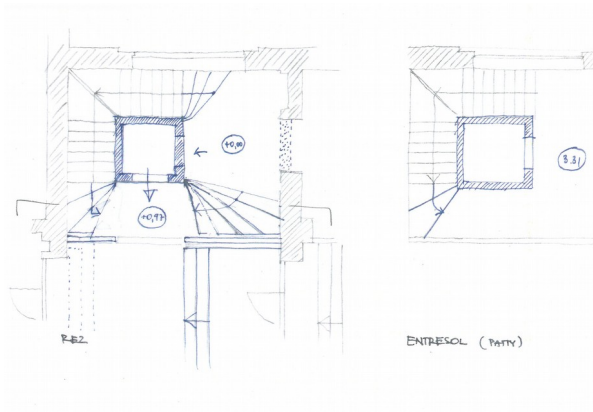 +0,00
3.31
+0,97
REZ
ENTRESOL (PATTY)